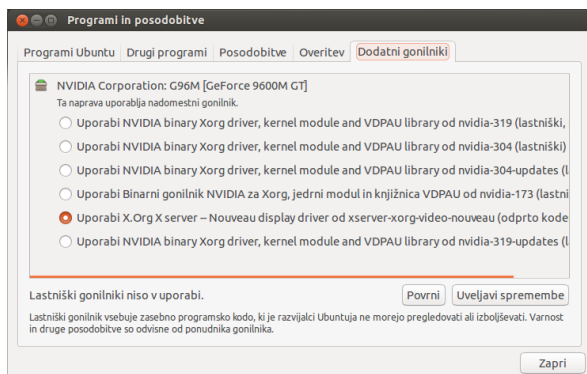 Programi in posodobitve
Programi Ubuntu Drugi programi Posodobitve Overitev Dodatni gonilniki
NVIDIA Corporation: G96M [GeForce 9600M GT]
Ta naprava uporablja nadomestni gonilnik.
Uporabi NVIDIA binary Xorg driver, kernel module and VDPAU library od nvidia-319 (lastniški,
Uporabi NVIDIA binary Xorg driver, kernel module and VDPAU library od nvidia-304 (lastniški)
Uporabi NVIDIA binary Xorg driver, kernel module and VDPAU library od nvidia-304-updates (l
Uporabi Binarni gonilnik NVIDIA za Xorg, jedrni modul in knjižnica VDPAU od nvidia-173 (lastni
Uporabi X.Org X server -- Nouveau display driver od xserver-xorg-video-nouveau (odprto kode
Uporabi NVIDIA binary Xorg driver, kernel module and VDPAU library od nvidia-319-updates (l
Lastniški gonilniki niso v uporabi. Povrni Uveljavi spremembe
Lastniški gonilnik vsebuje zasebno programsko kodo, ki je razvijalci Ubuntuja ne morejo pregledovati ali izboljševati. Varnost
in druge posodobitve so odvisne od ponudnika gonilnika.
Zapri